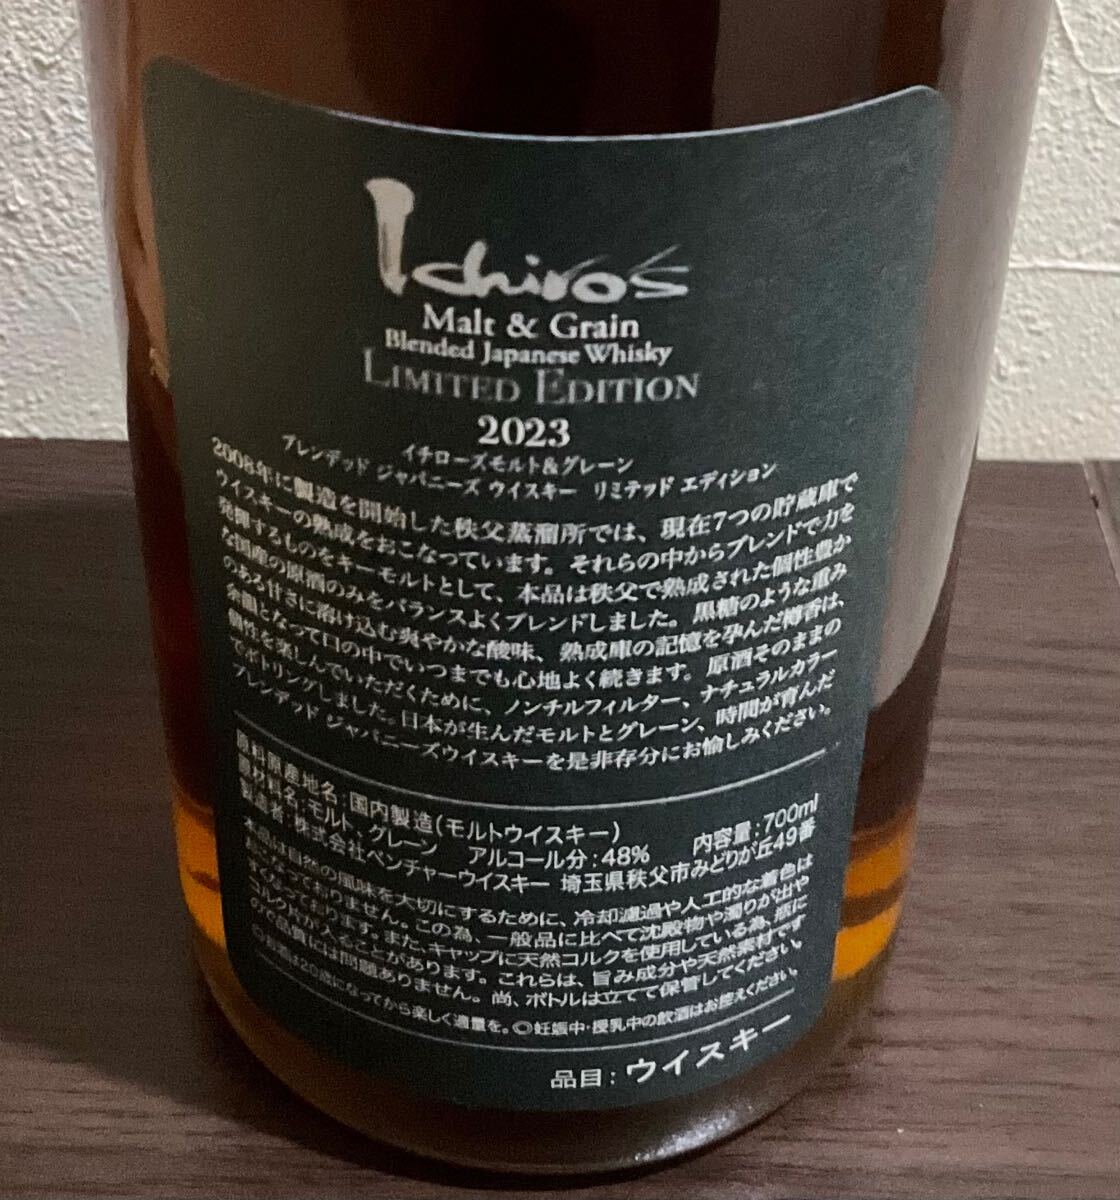 Ichiro's
Malt & Grain
Blended Japanese Whisky
LIMITED EDITION
2023
イチローズモルト&グレーン
ブレンデッド ジャパニーズ ウイスキー リミテッド エディション
2008年に製造を開始した秩父蒸溜所では、現在7つの貯蔵庫で
ウイスキーの熟成をおこなっています。それらの中からブレンドで力を
発揮するものをキーモルトとして、本品は秩父で熟成された個性豊か
な国産の原酒のみをバランスよくブレンドしました。黒糖のような重み
のある甘さに溶け込む爽やかな酸味、熟成庫の記憶を孕んだ樽香は、
余韻となって口の中でいつまでも心地よく続きます。原酒そのままの
個性を楽しんでいただくために、ノンチルフィルター、ナチュラルカラー
でボトリングしました。日本が生んだモルトとグレーン、時間が育んだ
ブレンデッド ジャパニーズウイスキーを是非存分にお愉しみください。
原料原産地名:国内製造(モルトウイスキー) 内容量:700ml
原材料名:モルト、グレーン アルコール分:48%
製造者:株式会社ベンチャーウイスキー 埼玉県秩父市みどりが丘49番
本品は自然の風味を大切にするために、冷却濾過や人工的な着色は
おこなっておりません。この為、一般品に比べて沈殿物や濁りが出や
すくなっております。また、キャップに天然コルクを使用している為、瓶に
コルク片が入ることがあります。これらは、旨み成分や天然素材です
ので品質には問題ありません。尚、ボトルは立てて保管してください。
◎お酒は20歳になってから楽しく適量を。◎妊娠中・授乳中の飲酒はお控えください。
品目:ウイスキー